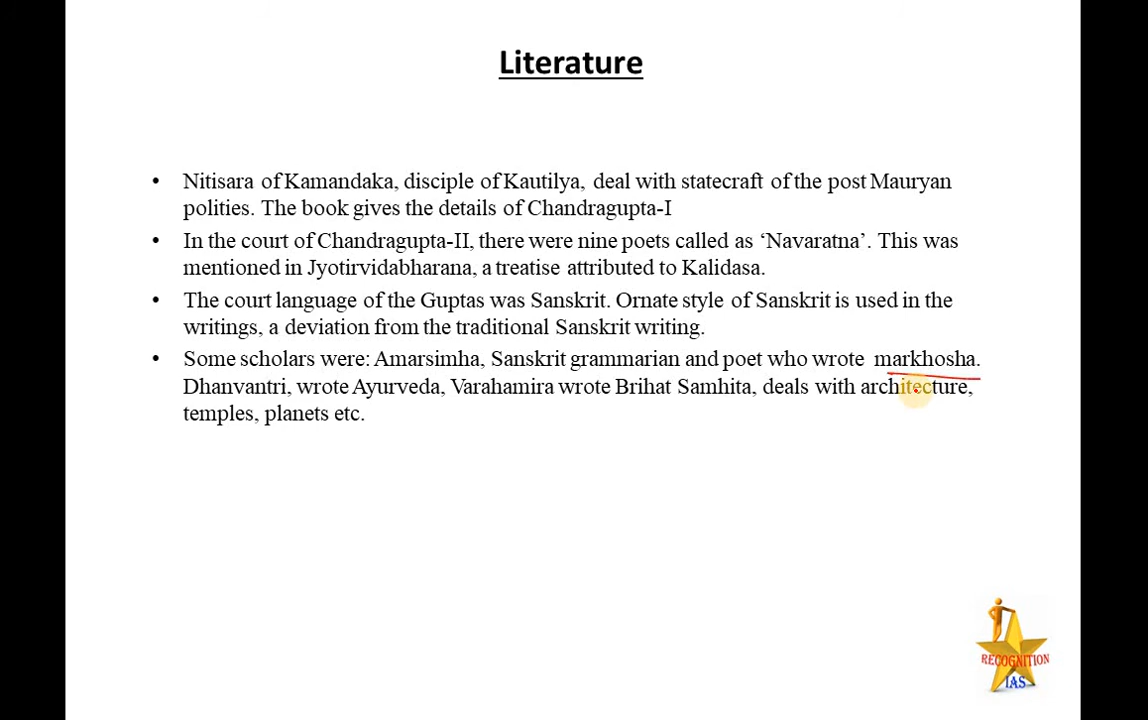 Literature
• Nitisara of Kamandaka, disciple of Kautilya, deal with statecraft of the post Mauryan
polities. The book gives the details of Chandragupta-I
• In the court of Chandragupta-II, there were nine poets called as ‘Navaratna’. This was
mentioned in Jyotirvidabharana, a treatise attributed to Kalidasa.
• The court language of the Guptas was Sanskrit. Ornate style of Sanskrit is used in the
writings, a deviation from the traditional Sanskrit writing.
• Some scholars were: Amarsimha, Sanskrit grammarian and poet who wrote markhosha.
Dhanvantri, wrote Ayurveda, Varahamira wrote Brihat Samhita, deals with architecture,
temples, planets etc.
RECOGNITION
IAS